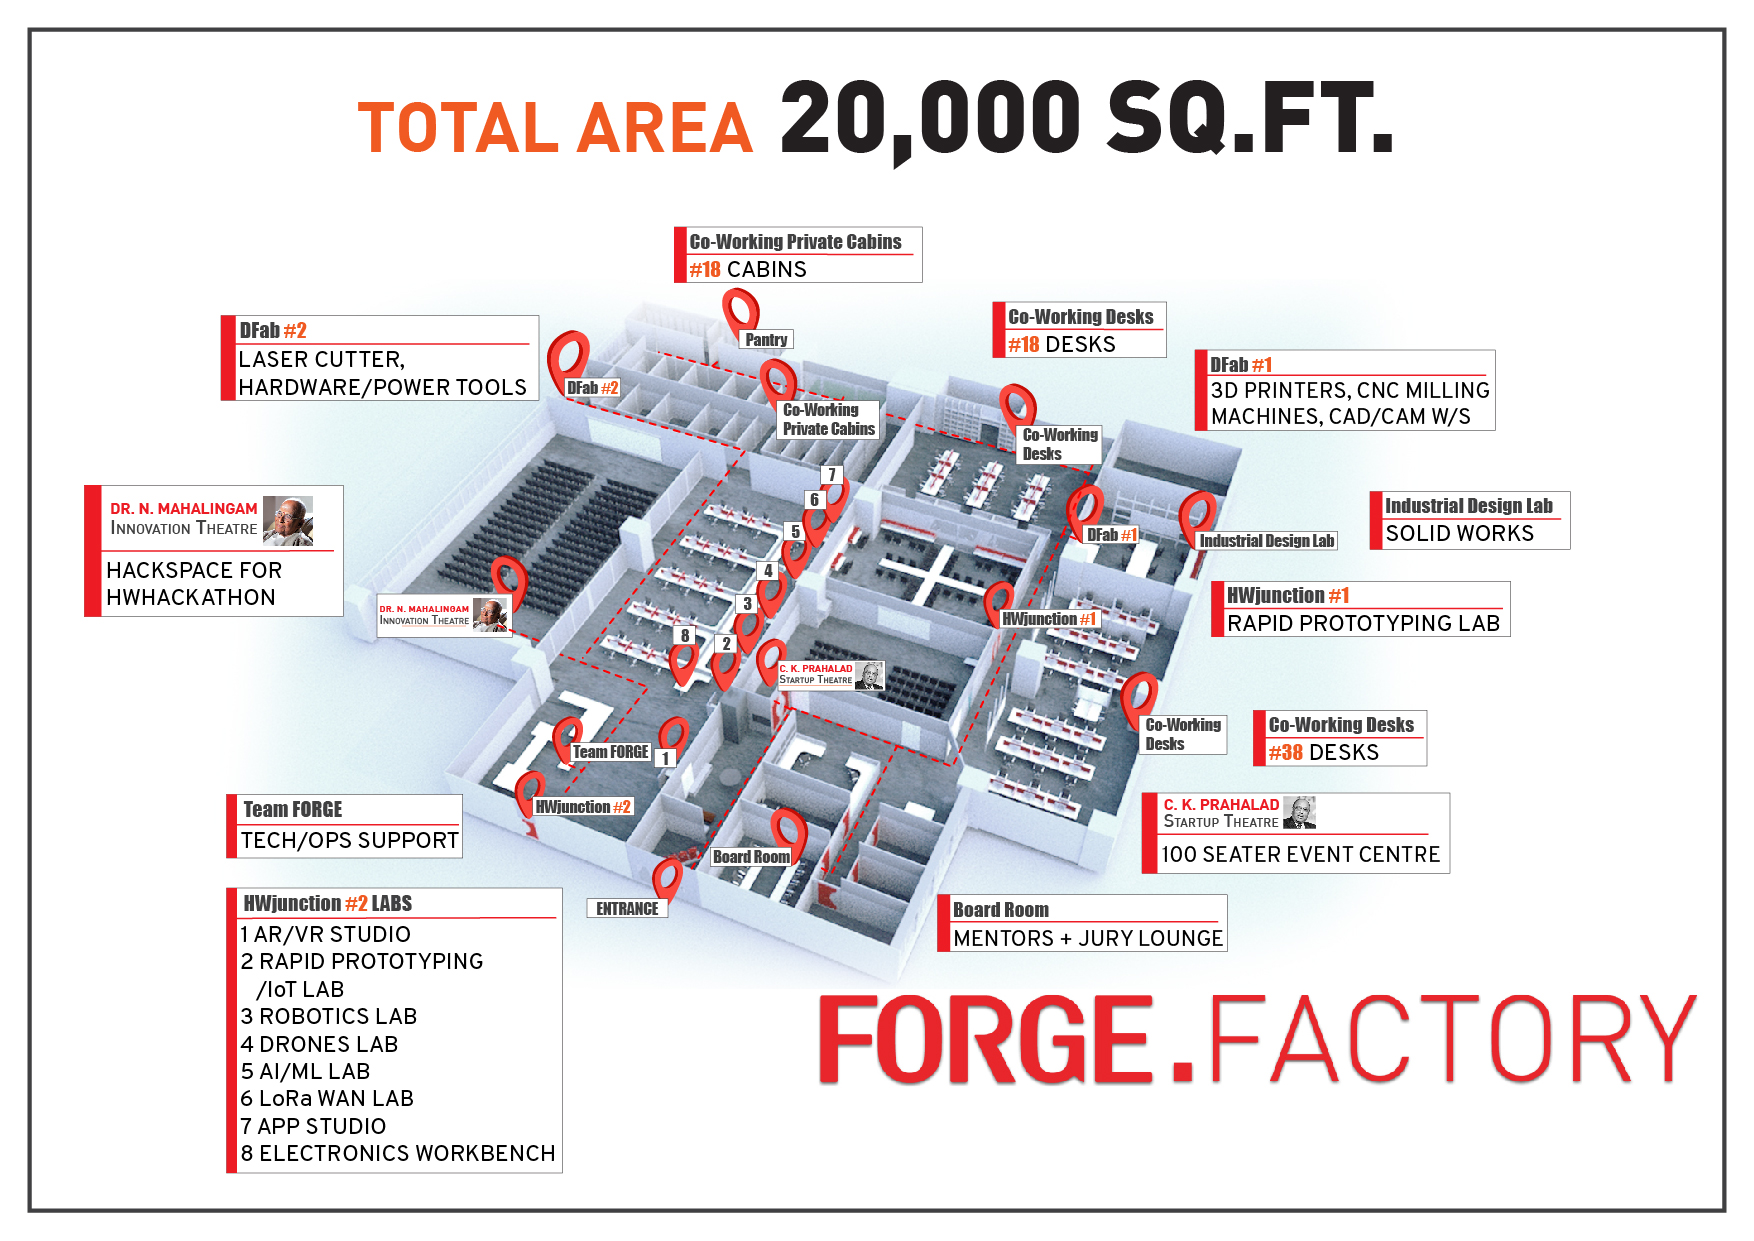 TOTAL AREA 20,000 SQ.FT.
Co-Working Private Cabins
#18 CABINS
DFab #2
LASER CUTTER,
HARDWARE/POWER TOOLS
Co-Working Desks
#18 DESKS
DFab #1
3D PRINTERS, CNC MILLING
MACHINES, CAD/CAM W/S
Pantry
DFab #2
Co-Working
Private Cabins
Co-Working
Desks
DR. N. MAHALINGAM
INNOVATION THEATRE
HACKSPACE FOR
HWHACKATHON
7
6
5
4
3
2
8
DFab #1
Industrial Design Lab
Industrial Design Lab
SOLID WORKS
DR. N. MAHALINGAM
INNOVATION THEATRE
HWjunction #1
HWjunction #1
RAPID PROTOTYPING LAB
C. K. PRAHALAD
STARTUP THEATRE
Co-Working
Desks
Co-Working Desks
#38 DESKS
Team FORGE
1
HWjunction #2
Team FORGE
TECH/OPS SUPPORT
C. K. PRAHALAD
STARTUP THEATRE
100 SEATER EVENT CENTRE
Board Room
ENTRANCE
Board Room
MENTORS + JURY LOUNGE
HWjunction #2 LABS
1 AR/VR STUDIO
2 RAPID PROTOTYPING
/IoT LAB
3 ROBOTICS LAB
4 DRONES LAB
5 AI/ML LAB
6 LoRa WAN LAB
7 APP STUDIO
8 ELECTRONICS WORKBENCH
FORGE.FACTORY